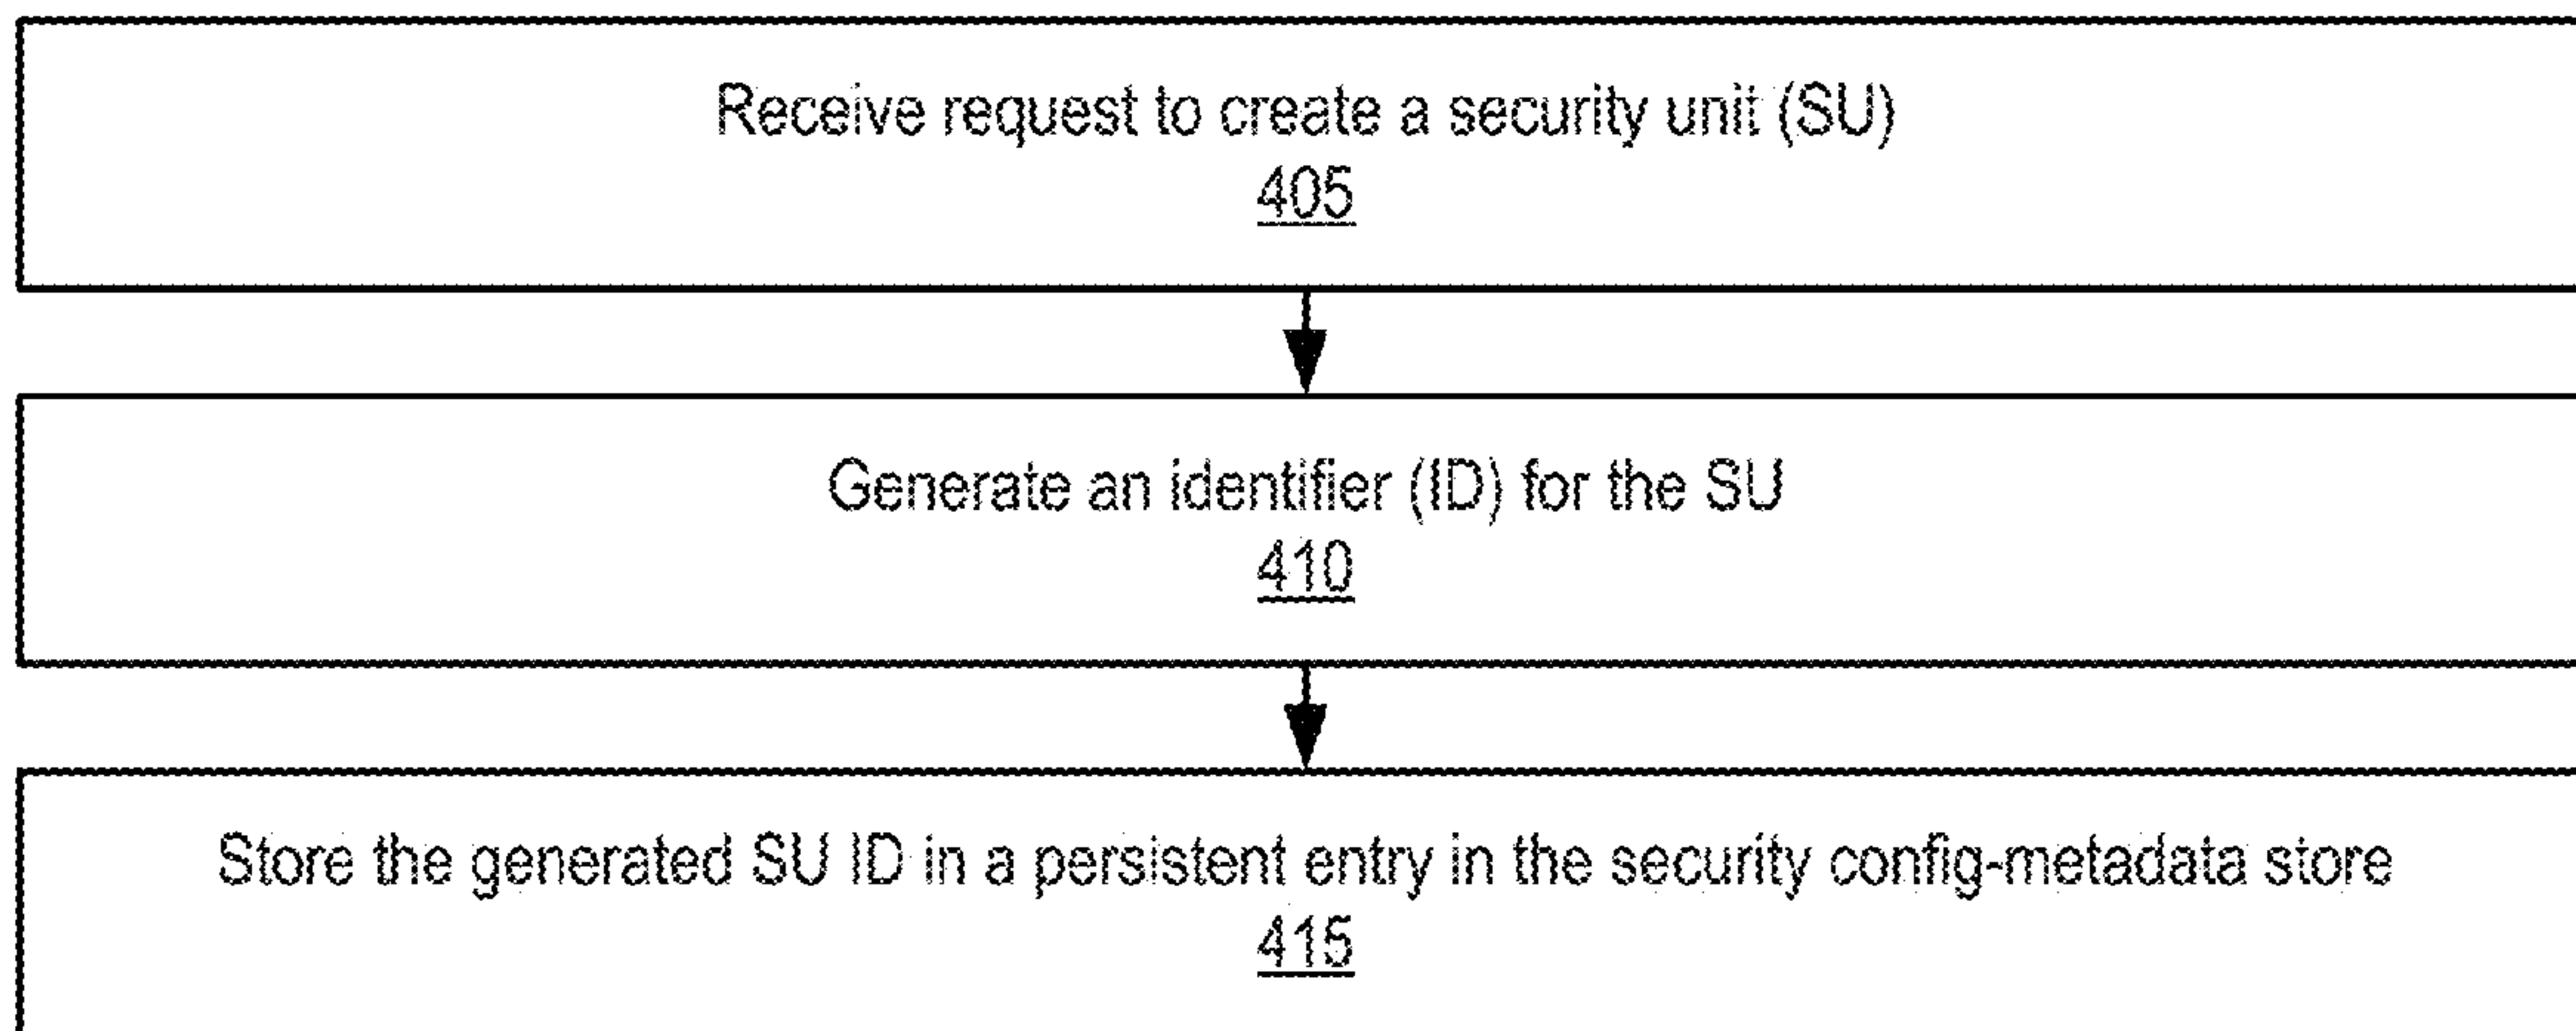 Receive request to create a security unit (SU)
405
Generate an identifier (ID) for the SU
410
Store the generated SU ID in a persistent entry in the security config-metadata store
415